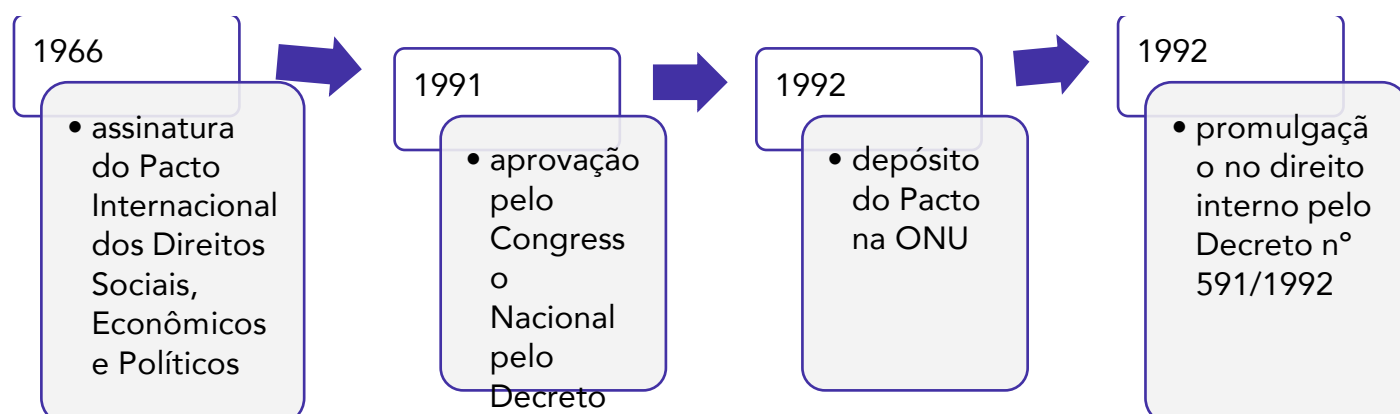 1966
• assinatura
do Pacto
Internacional
dos Direitos
Sociais,
Econômicos
e Políticos
1991
• aprovação
pelo
Congress
o
Nacional
pelo
Decreto
1992
• depósito
do Pacto
na ONU
1992
• promulgaçã
o no direito
interno pelo
Decreto nº
591/1992